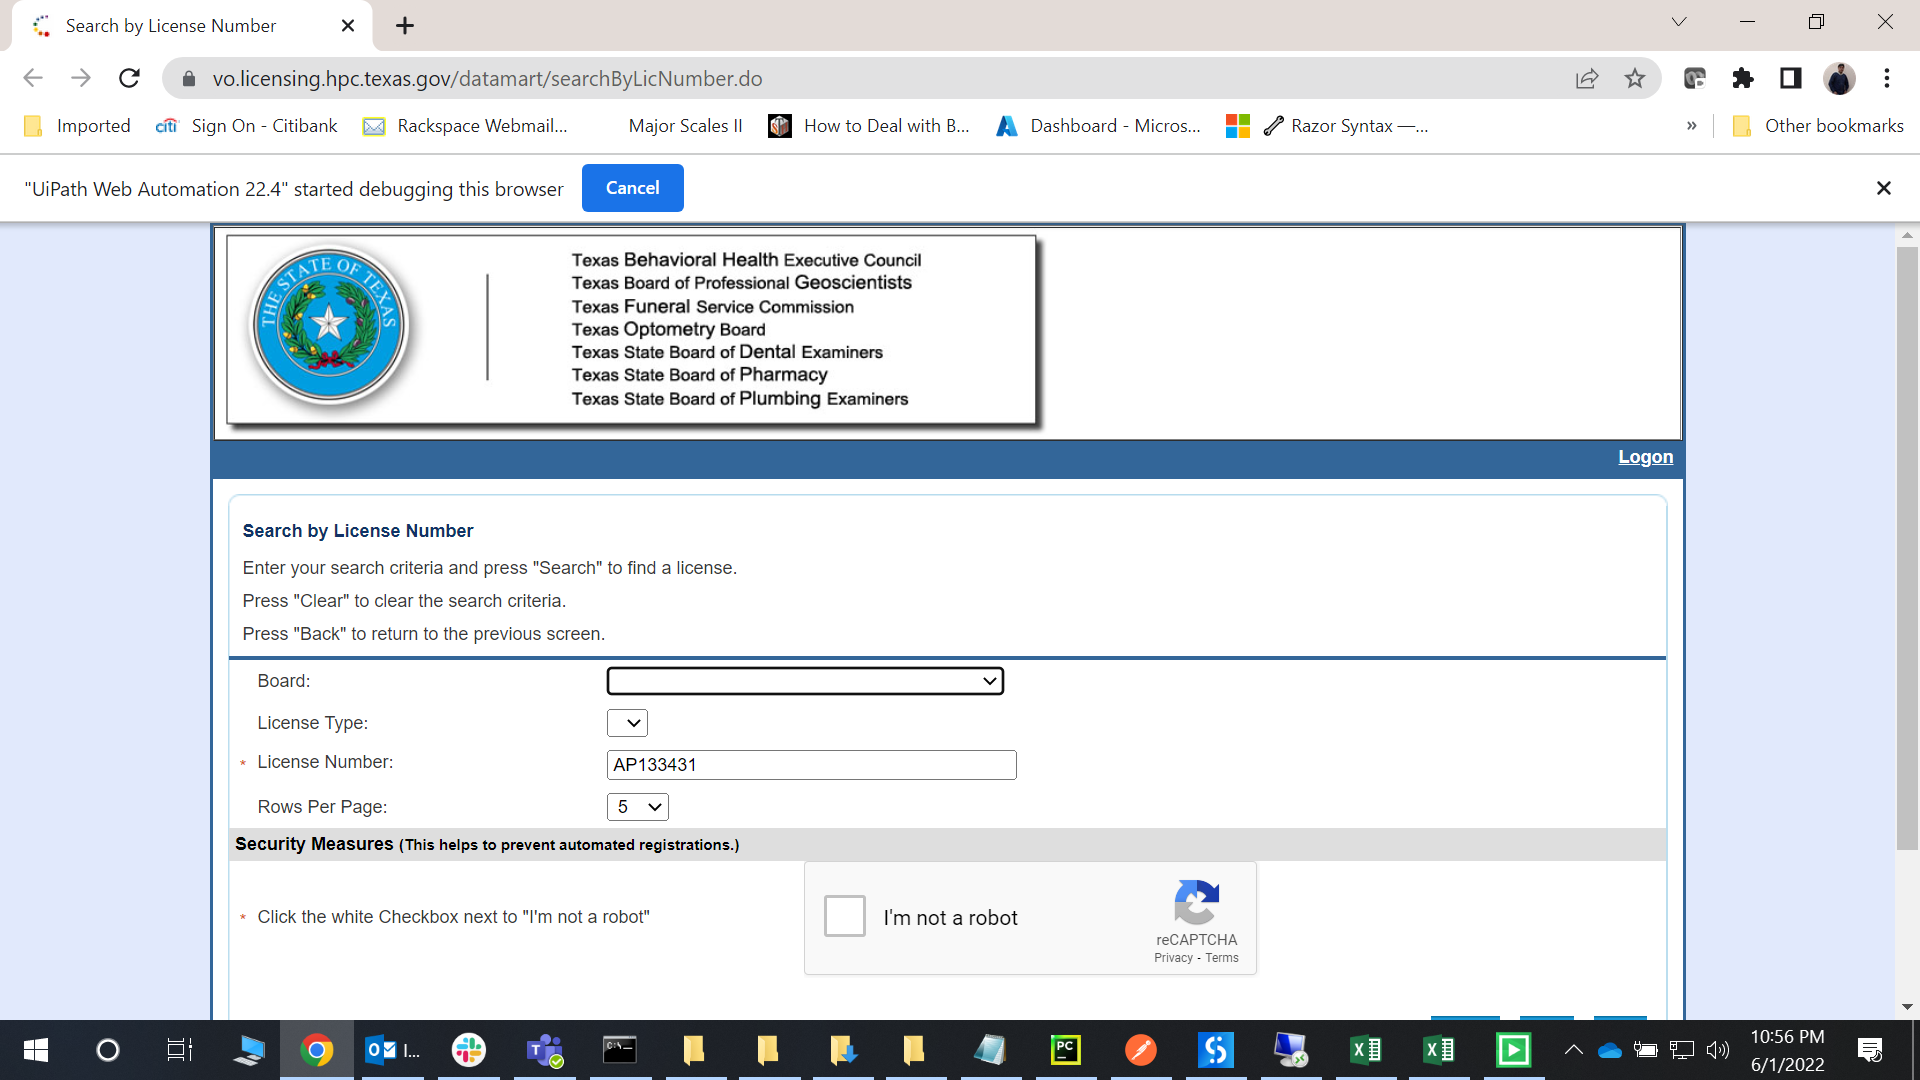 Search by License Number
vo.licensing.hpc.texas.gov/datamart/searchByLicNumber.do
Imported
citi Sign On - Citibank
Rackspace Webmail...
Major Scales II
How to Deal with B...
Dashboard - Micros...
Razor Syntax —...
»
Other bookmarks
"UiPath Web Automation 22.4" started debugging this browser
Cancel
THE STATE OF TEXAS
Texas Behavioral Health Executive Council
Texas Board of Professional Geoscientists
Texas Funeral Service Commission
Texas Optometry Board
Texas State Board of Dental Examiners
Texas State Board of Pharmacy
Texas State Board of Plumbing Examiners
Logon
Search by License Number
Enter your search criteria and press "Search" to find a license.
Press "Clear" to clear the search criteria.
Press "Back" to return to the previous screen.
Board:
License Type:
* License Number: AP133431
Rows Per Page: 5
Security Measures (This helps to prevent automated registrations.)
* Click the white Checkbox next to "I'm not a robot"
I'm not a robot
reCAPTCHA
Privacy - Terms
I...
PC
10:56 PM
6/1/2022